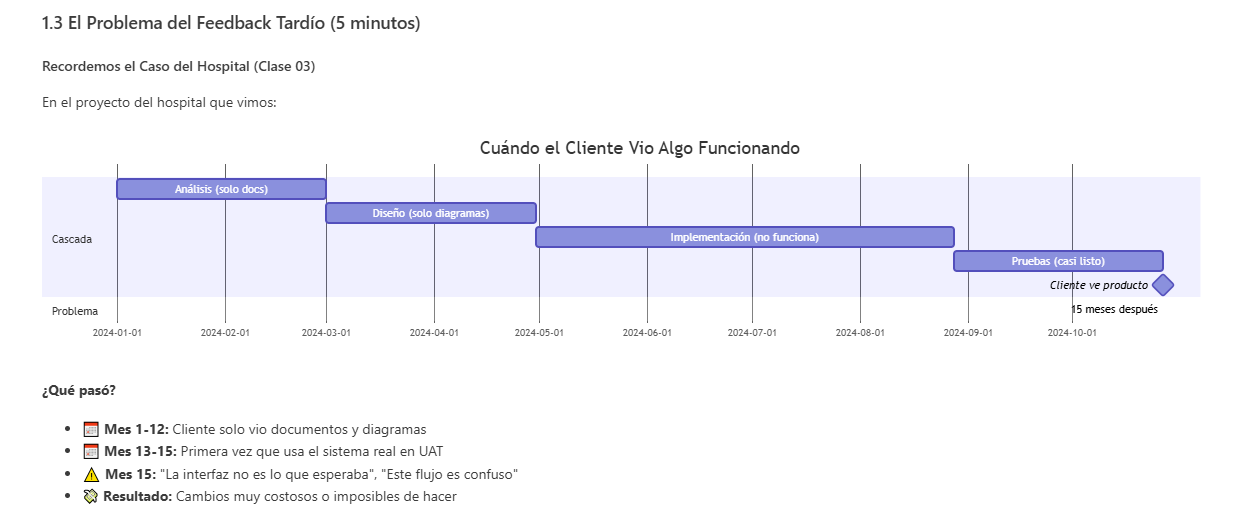 1.3 El Problema del Feedback Tardío (5 minutos)
Recordemos el Caso del Hospital (Clase 03)
En el proyecto del hospital que vimos:
Cuándo el Cliente Vio Algo Funcionando
Análisis (solo docs)
Diseño (solo diagramas)
Cascada
Implementación (no funciona)
Pruebas (casi listo)
Cliente ve producto
Problema
15 meses después
2024-01-01 2024-02-01 2024-03-01 2024-04-01 2024-05-01 2024-06-01 2024-07-01 2024-08-01 2024-09-01 2024-10-01
¿Qué pasó?
Mes 1-12: Cliente solo vio documentos y diagramas
Mes 13-15: Primera vez que usa el sistema real en UAT
Mes 15: "La interfaz no es lo que esperaba", "Este flujo es confuso"
Resultado: Cambios muy costosos o imposibles de hacer